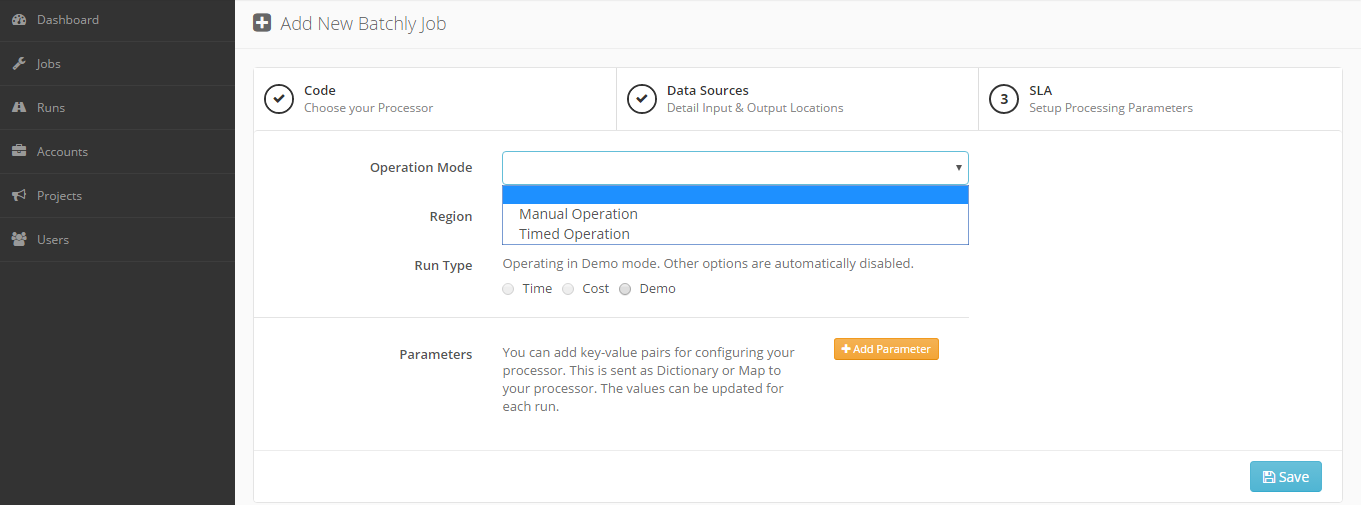 Dashboard
Jobs
Runs
Accounts
Projects
Users
Add New Batchly Job
Code
Choose your Processor
Data Sources
Detail Input & Output Locations
3
SLA
Setup Processing Parameters
Operation Mode
Manual Operation
Timed Operation
Region
Run Type
Operating in Demo mode. Other options are automatically disabled.
Time Cost Demo
Parameters
You can add key-value pairs for configuring your
processor. This is sent as Dictionary or Map to
your processor. The values can be updated for
each run.
Add Parameter
Save